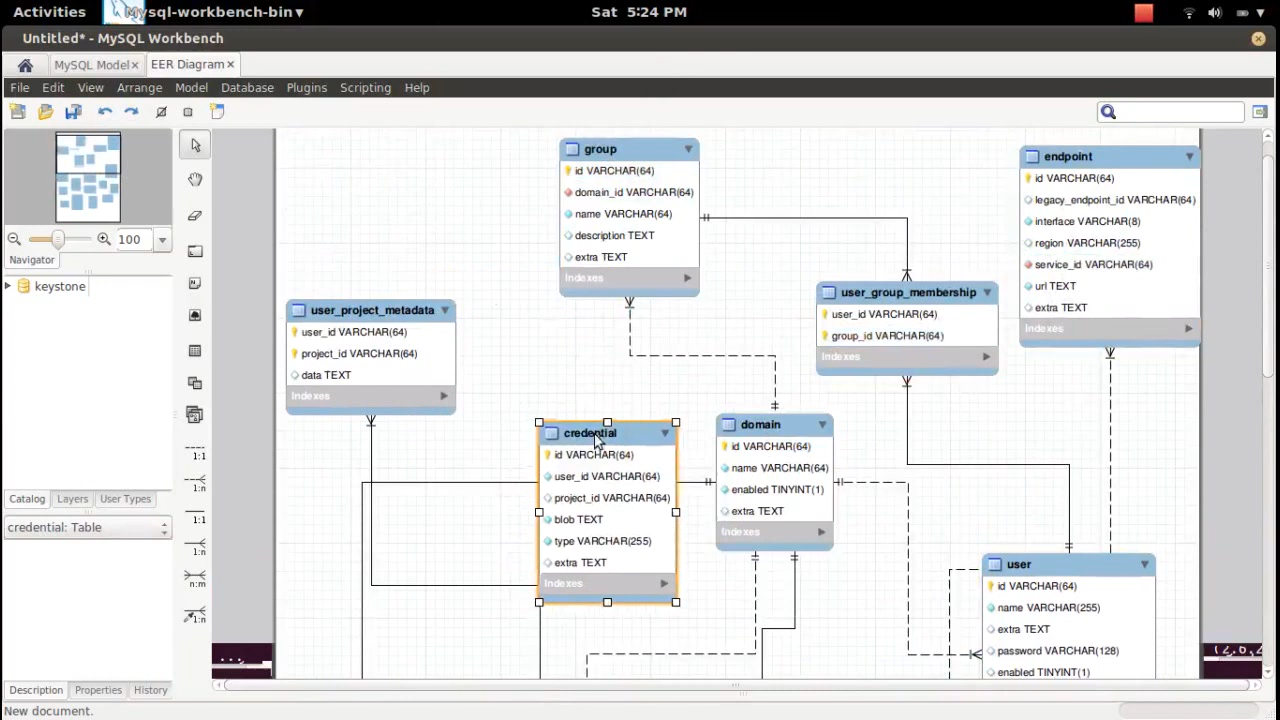 Activities
Mysql-workbench-bin ▾
Sat 5:24 PM
Untitled* - MySQL Workbench
MySQL Model×
EER Diagram×
File Edit View Arrange Model Database Plugins Scripting Help
100
Navigator
keystone
Catalog Layers User Types
credential: Table
Description Properties History
New document.
1:1
1:n
1:1
1:n
n:m
1:n
group
id VARCHAR(64)
domain_id VARCHAR(64)
name VARCHAR(64)
description TEXT
extra TEXT
Indexes
endpoint
id VARCHAR(64)
legacy_endpoint_id VARCHAR(64)
interface VARCHAR(8)
region VARCHAR(255)
service_id VARCHAR(64)
url TEXT
extra TEXT
Indexes
user_group_membership
user_id VARCHAR(64)
group_id VARCHAR(64)
Indexes
user_project_metadata
user_id VARCHAR(64)
project_id VARCHAR(64)
data TEXT
Indexes
credential
id VARCHAR(64)
user_id VARCHAR(64)
project_id VARCHAR(64)
blob TEXT
type VARCHAR(255)
extra TEXT
Indexes
domain
id VARCHAR(64)
name VARCHAR(64)
enabled TINYINT(1)
extra TEXT
Indexes
user
id VARCHAR(64)
name VARCHAR(255)
extra TEXT
password VARCHAR(128)
enabled TINYINT(1)